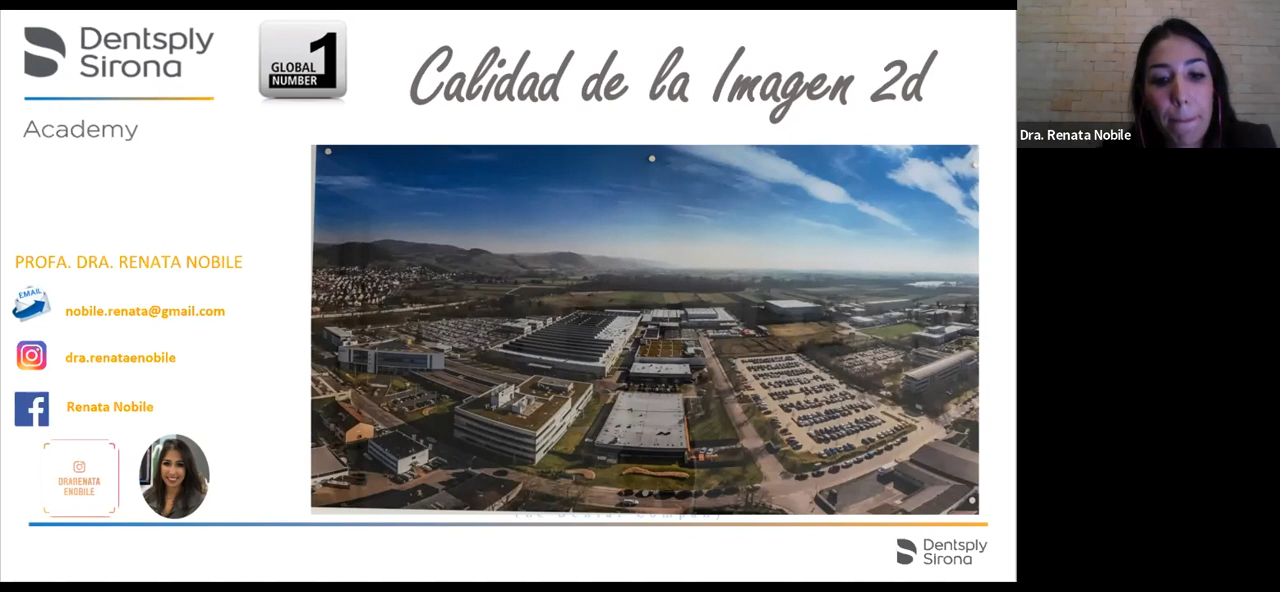 Dentsply
Sirona
Academy
GLOBAL
NUMBER 1
Calidad de la Imagen 2d
Dra. Renata Nobile
PROFA. DRA. RENATA NOBILE
EMAIL
nobile.renata@gmail.com
dra.renataenobile
Renata Nobile
DRARENATA
ENOBILE
Dentsply
Sirona